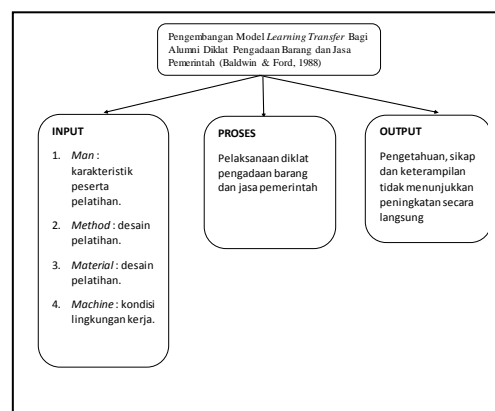 Pengembangan Model Learning Transfer Bagi
Alumni Diklat Pengadaan Barang dan Jasa
Pemerintah (Baldwin & Ford, 1988)
INPUT
1. Man :
karakteristik
peserta
pelatihan.
2. Method : desain
pelatihan.
3. Material : desain
pelatihan.
4. Machine : kondisi
lingkungan kerja.
PROSES
Pelaksanaan diklat
pengadaan barang
dan jasa pemerintah
OUTPUT
Pengetahuan, sikap
dan keterampilan
tidak menunjukkan
peningkatan secara
langsung